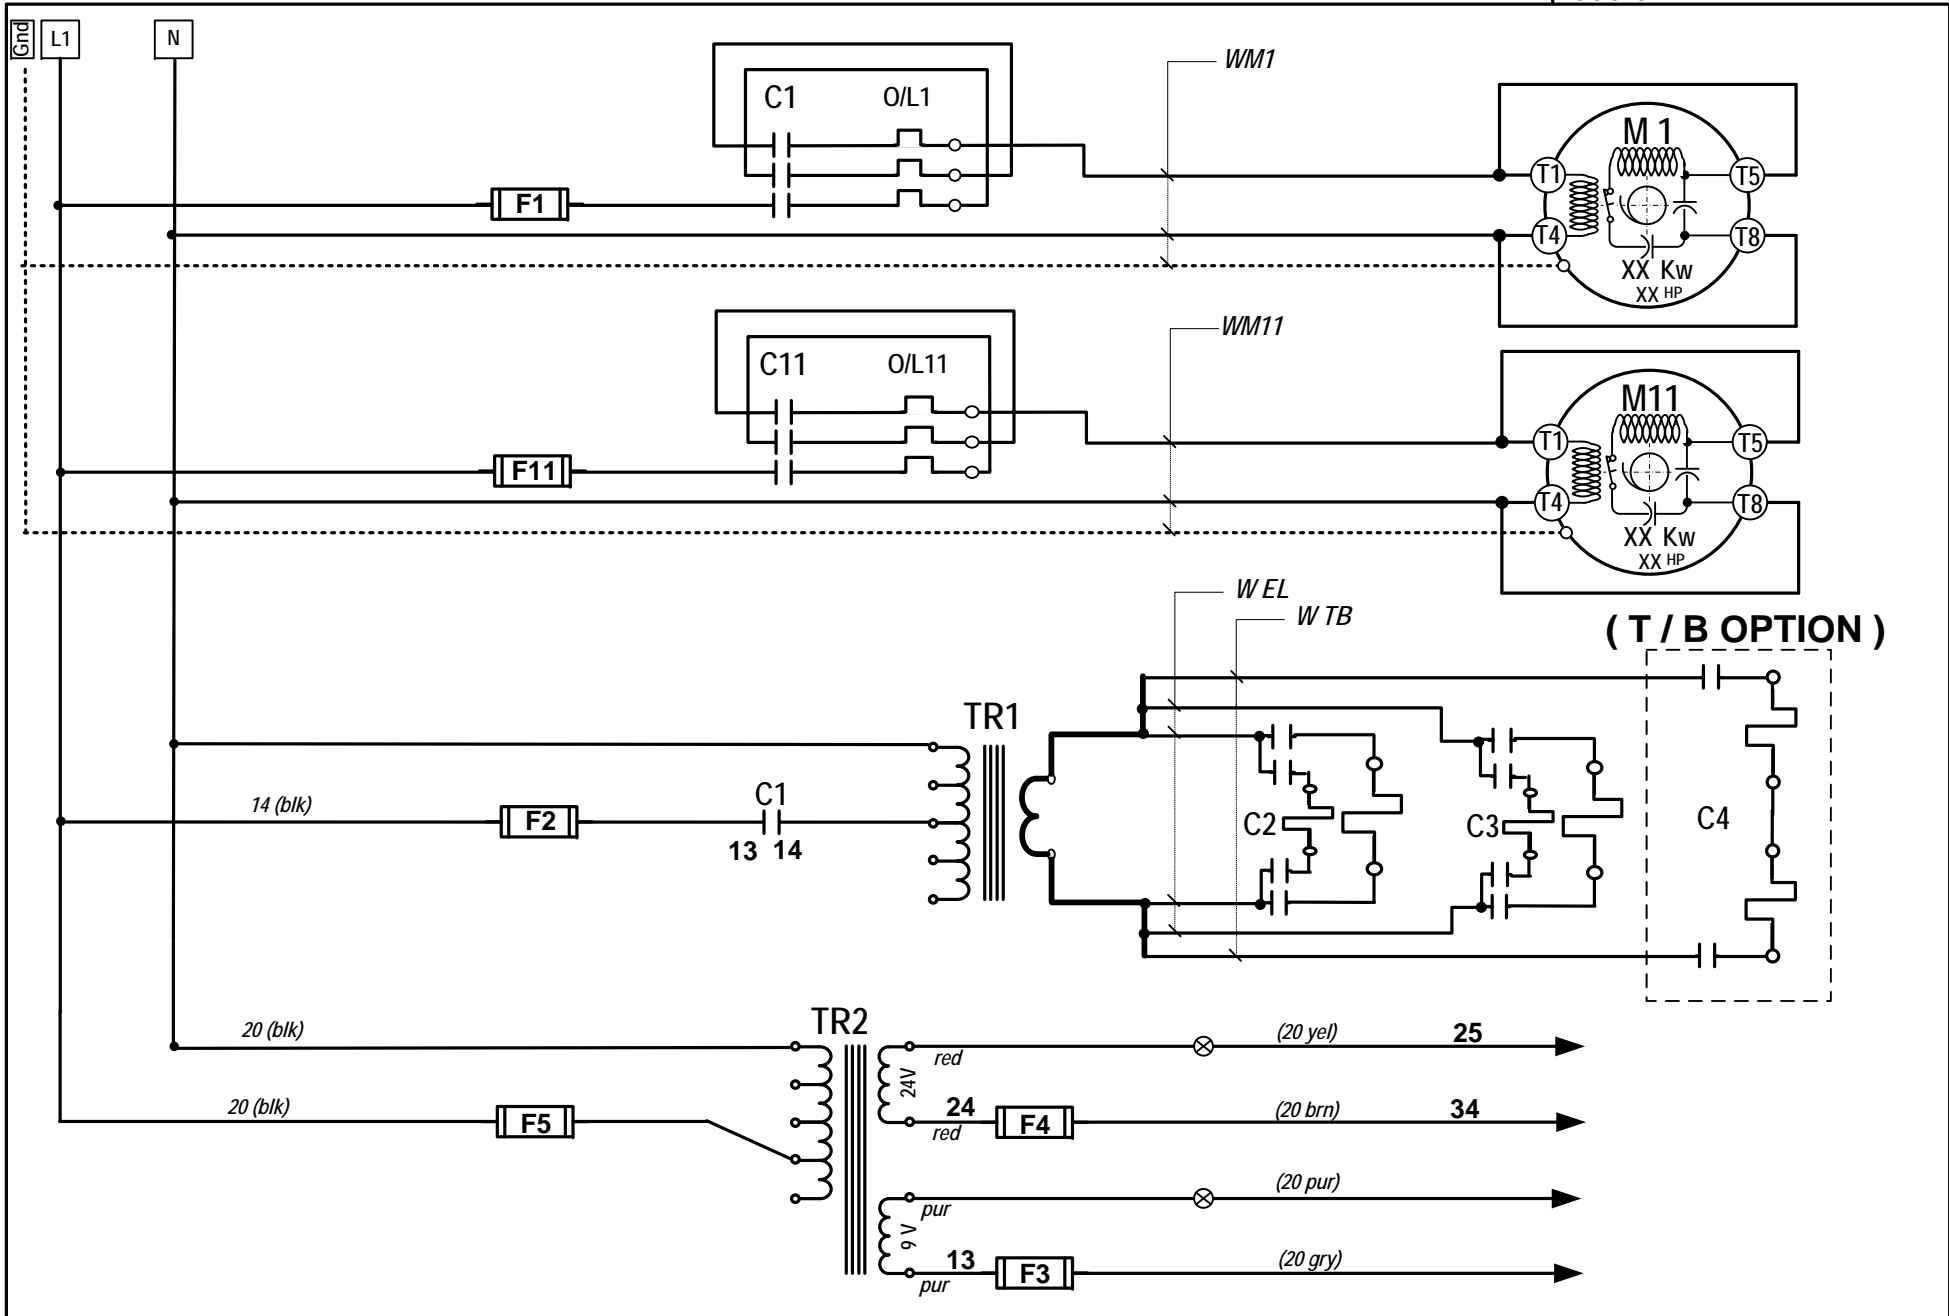 Gnd
L1
N
WM1
C1
O/L1
M 1
T1
T5
F1
T4
T8
XX Kw
XX HP
WM11
C11
O/L11
M11
T1
T5
F11
T4
T8
XX Kw
XX HP
W EL
W TB
( T / B OPTION )
TR1
14 (blk)
F2
C1
13 14
C2
C3
C4
TR2
20 (blk)
red
24V
(20 yel)
25
20 (blk)
F5
24
red
F4
(20 brn)
34
pur
9 V
(20 pur)
13
pur
F3
(20 gry)